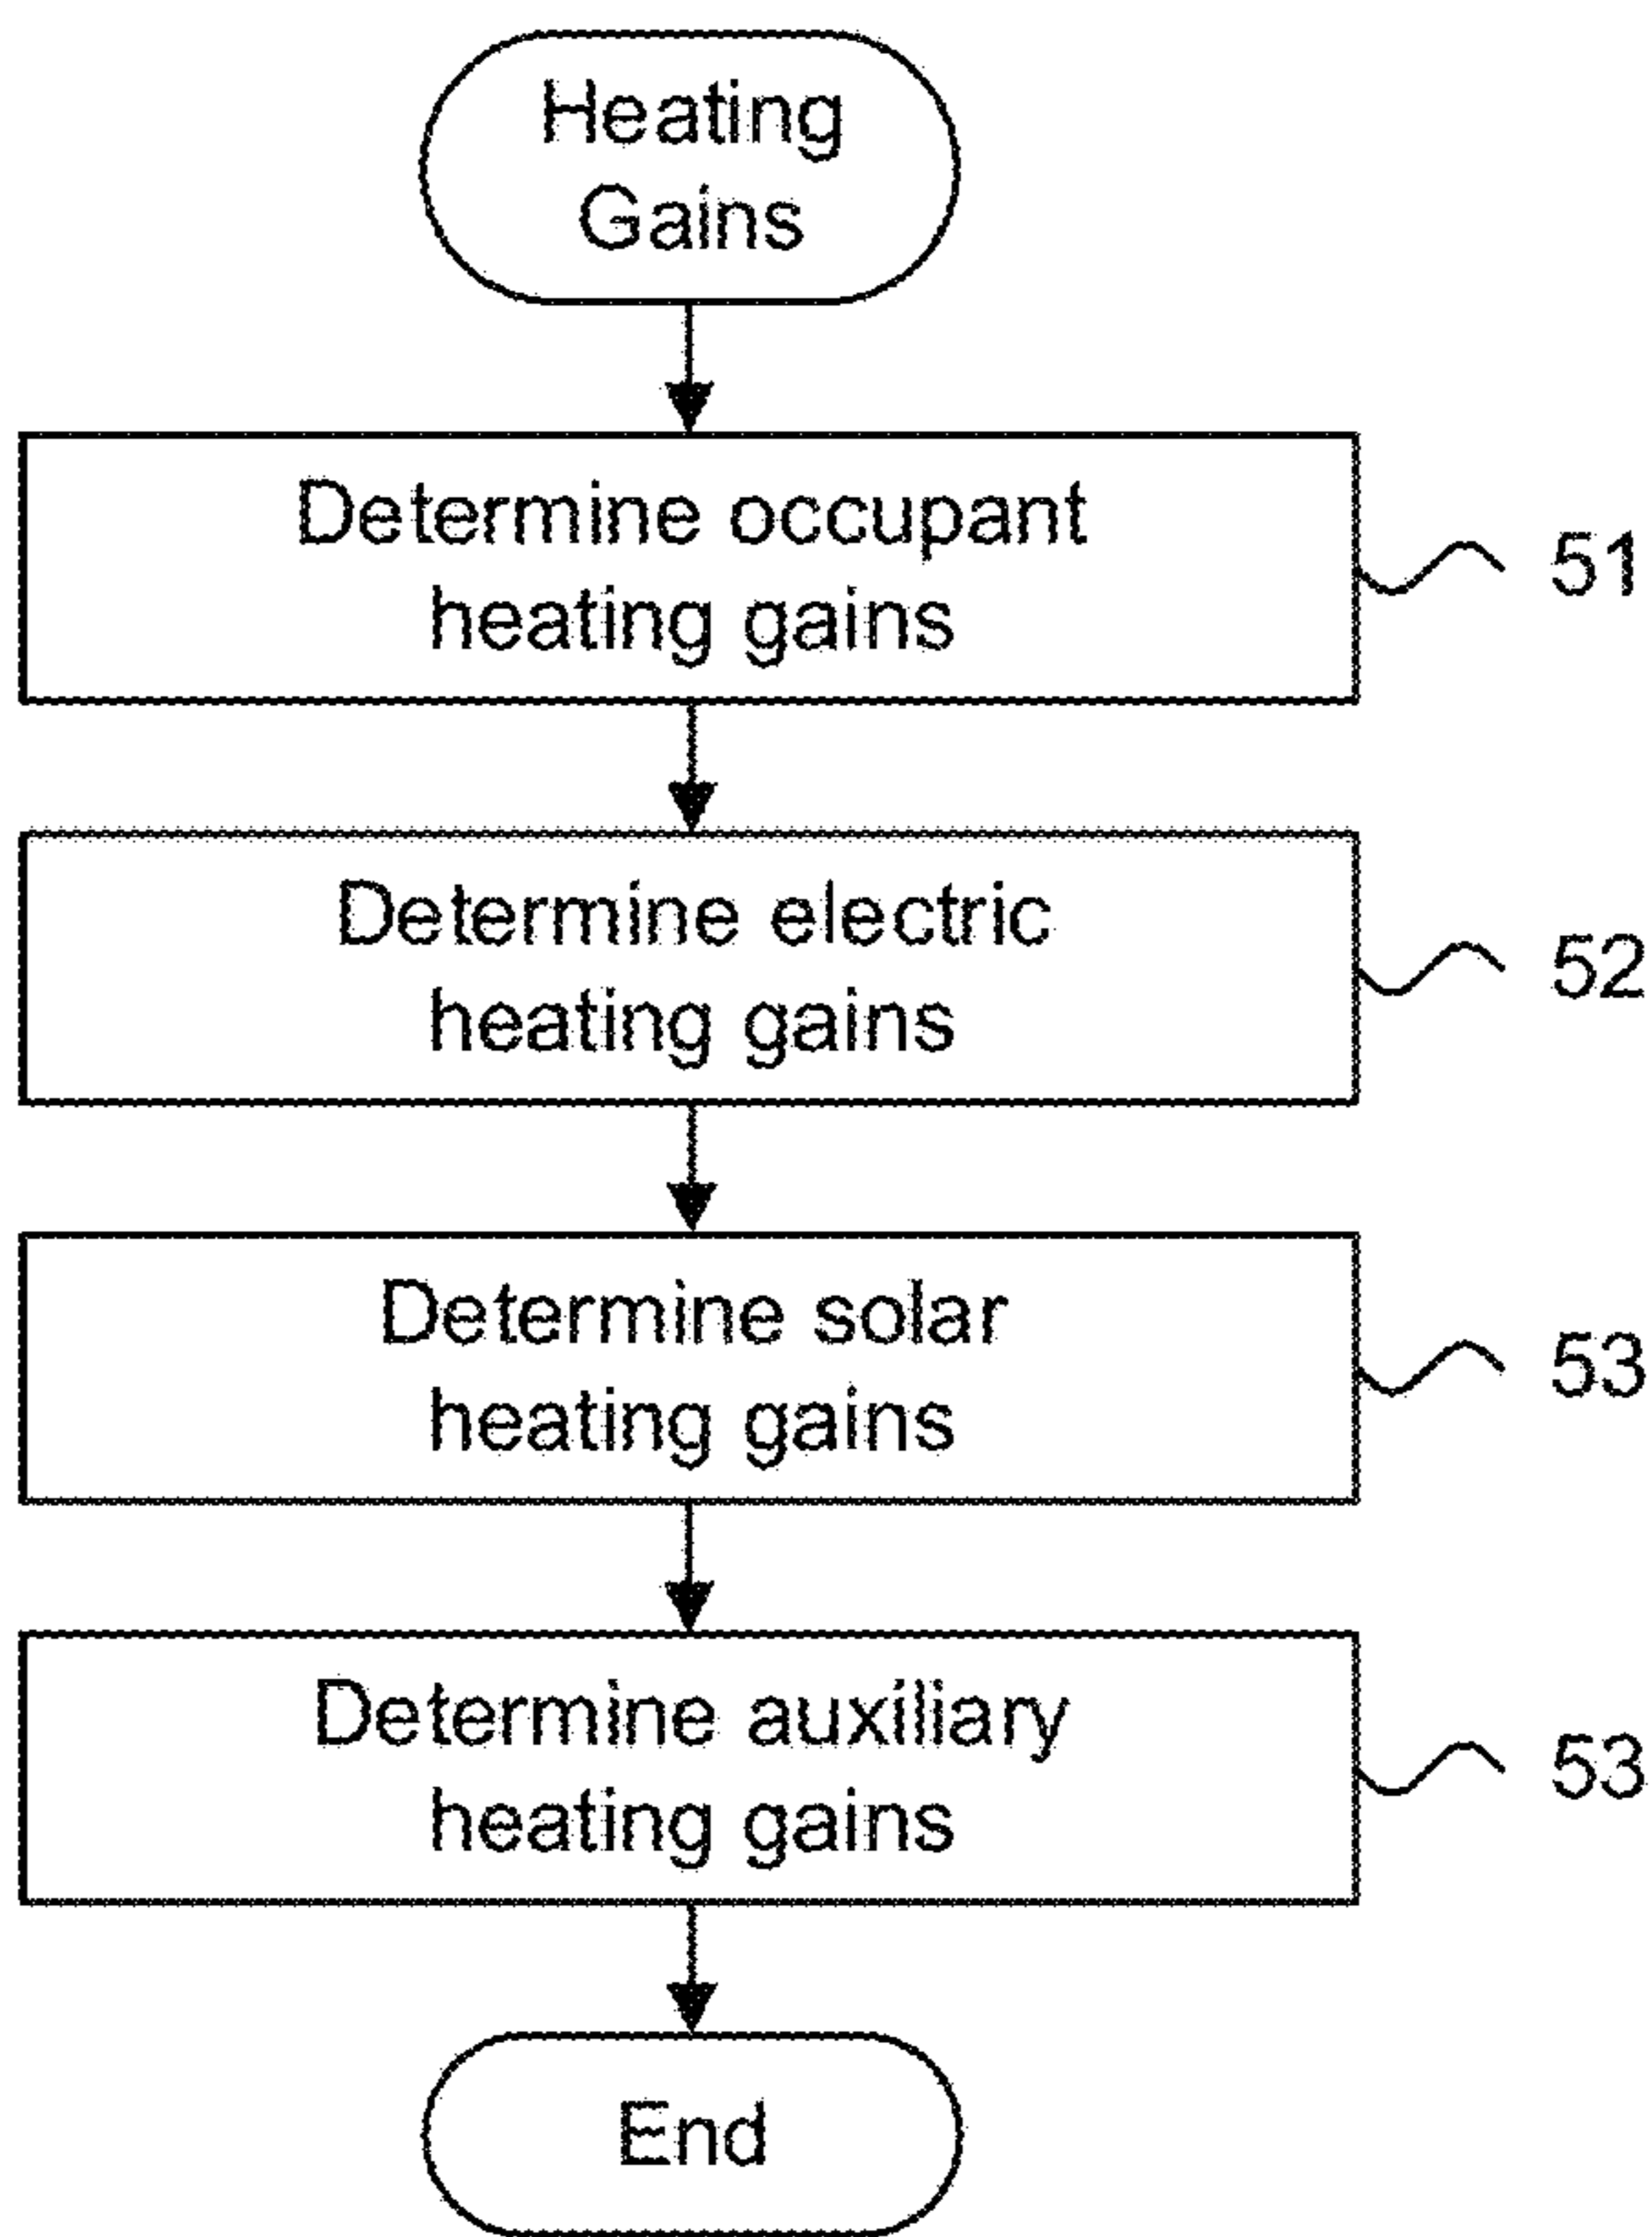 Heating
Gains
Determine occupant
heating gains
51
Determine electric
heating gains
52
Determine solar
heating gains
53
Determine auxiliary
heating gains
53
End